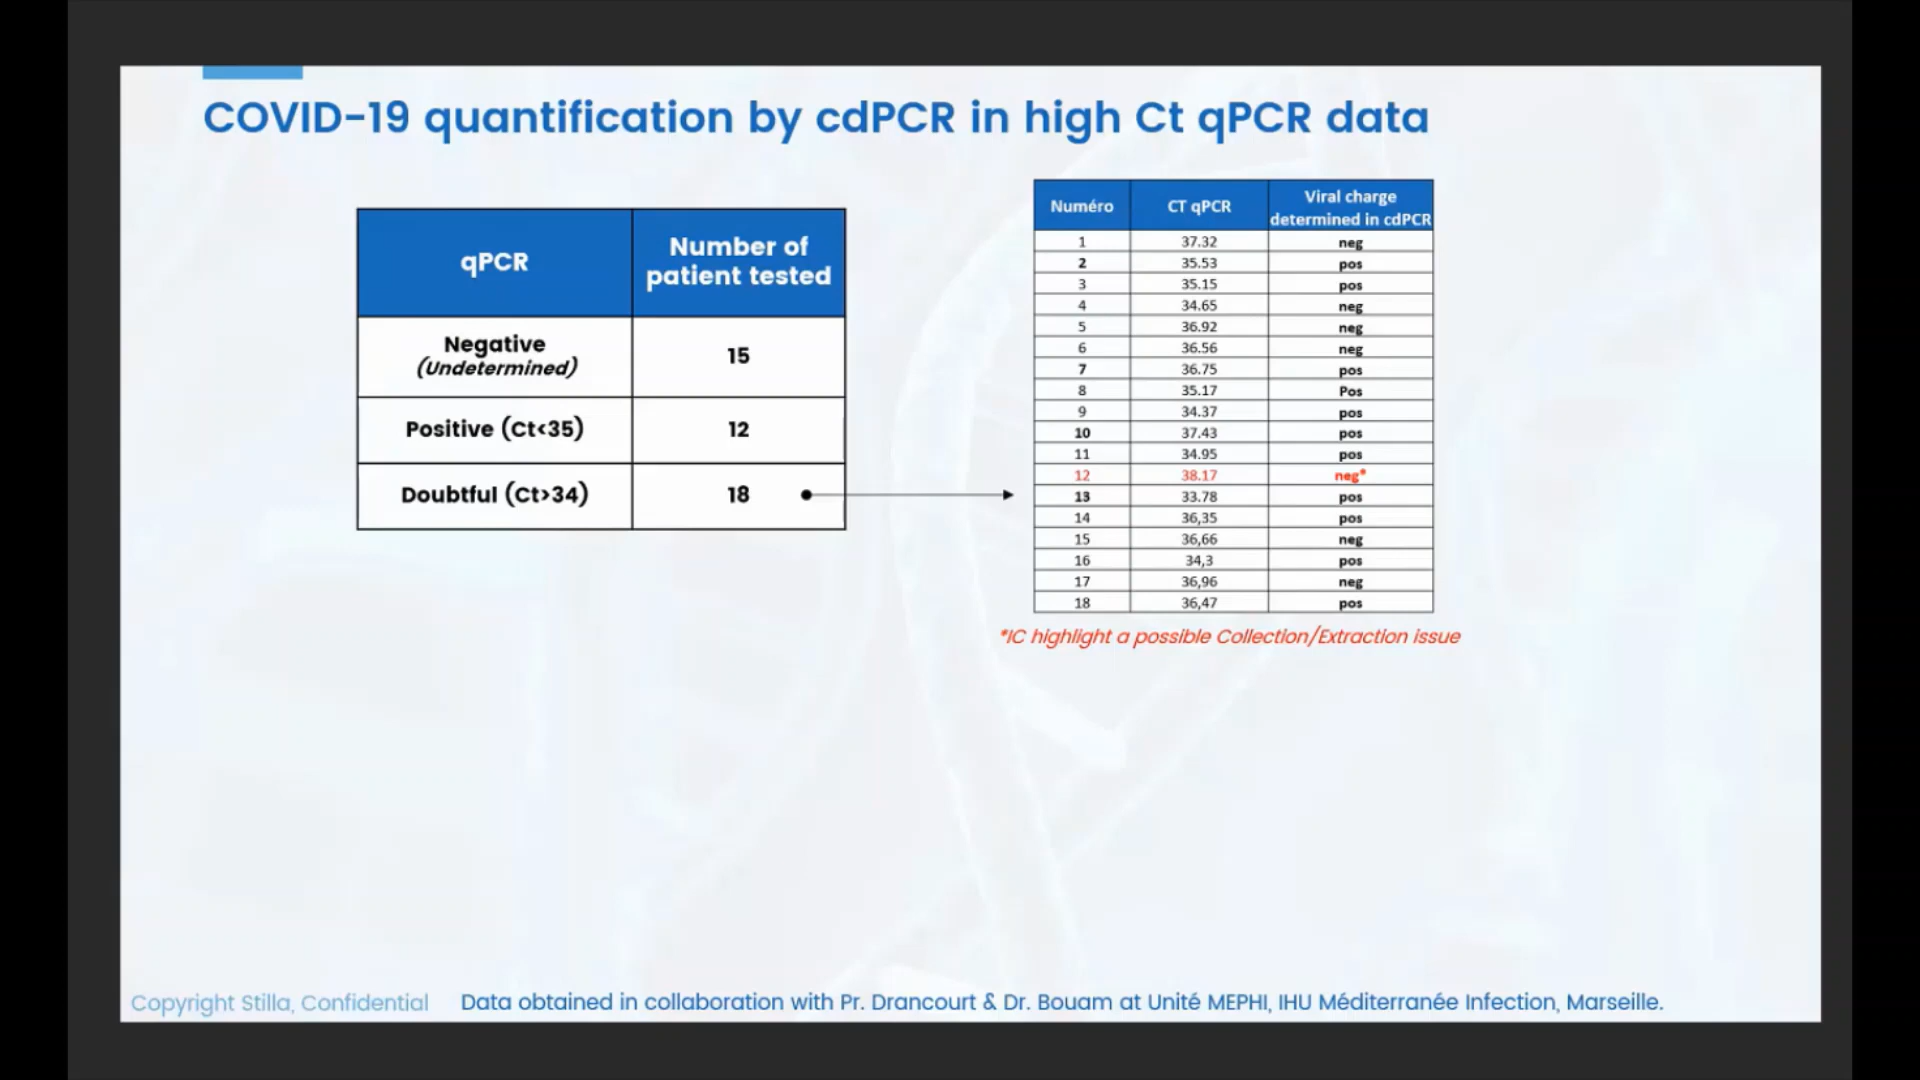 COVID-19 quantification by cdPCR in high Ct qPCR data
qPCR
Number of
patient tested
Negative
(Undetermined)
15
Positive (Ct<35)
12
Doubtful (Ct>34)
18
Numéro CT qPCR Viral charge
determined in cdPCR
1 37.32 neg
2 35.53 pos
3 35.15 pos
4 34.65 neg
5 36.92 neg
6 36.56 neg
7 36.75 pos
8 35.17 Pos
9 34.37 pos
10 37.43 pos
11 34.95 pos
12 38.17 neg*
13 33.78 pos
14 36,35 pos
15 36,66 neg
16 34,3 pos
17 36,96 neg
18 36,47 pos
*IC highlight a possible Collection/Extraction issue
Copyright Stilla, Confidential
Data obtained in collaboration with Pr. Drancourt & Dr. Bouam at Unité MEPHI, IHU Méditerranée Infection, Marseille.